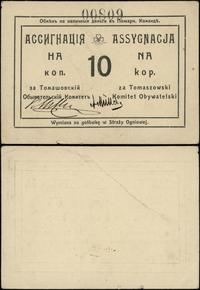 00809
Обмѣнъ на наличныя деньги въ Пожарн. Командѣ.
АССИГНАЦІЯ ASSYGNACJA
НА 10 NA
коп. kop.
за Томашовскій za Tomaszowski
Обывательскій Комитетъ Komitet Obywatelski
Wymiana na gotówkę w Straży Ogniowej.